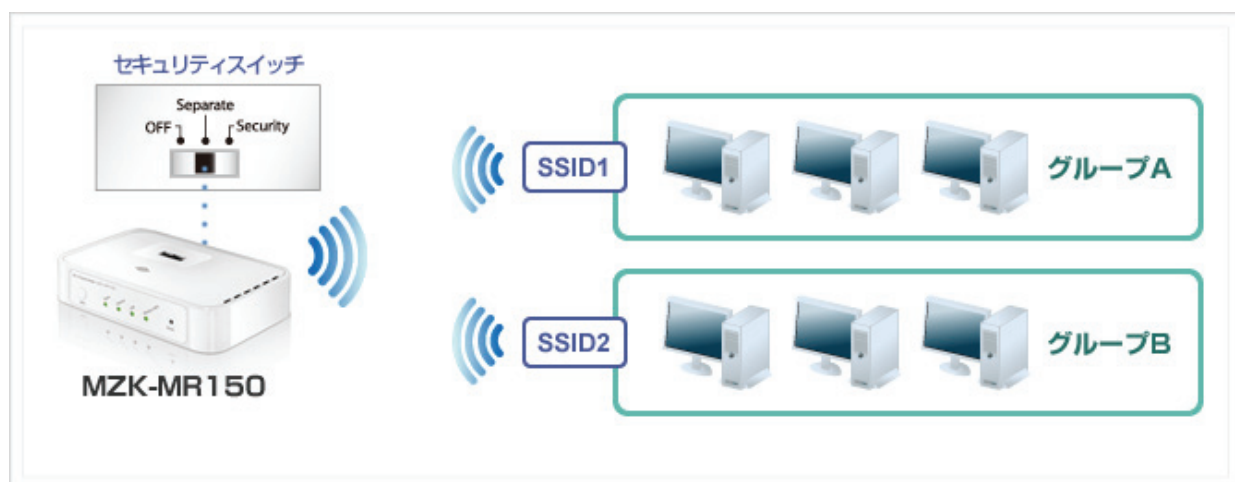 セキュリティスイッチ
Separate
OFF
Security
MZK-MR150
SSID1
グループA
SSID2
グループB